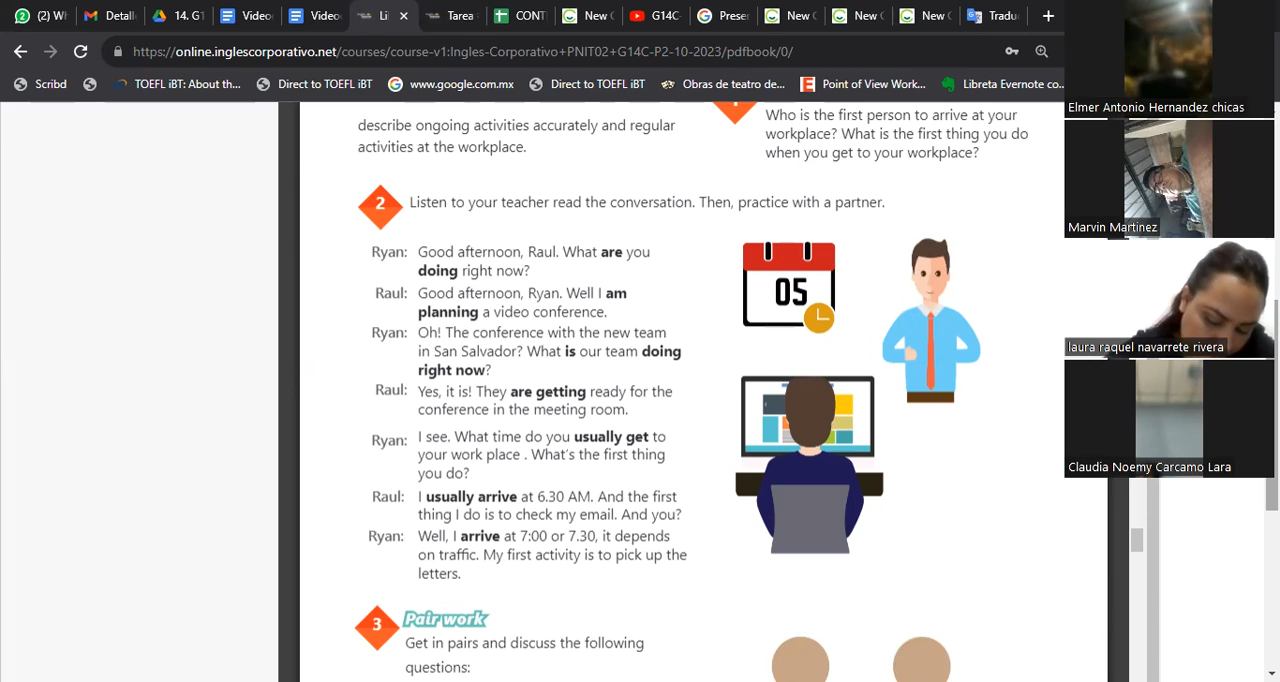 (2) W
Detall
14. G1
Video
Video
Li
Tarea
CONT
New C
G14C-
Prese
New C
New C
New C
Tradu
https://online.inglescorporativo.net/courses/course-v1:Ingles-Corporativo+PNIT02+G14C-P2-10-2023/pdfbook/0/
Scribd
TOEFL iBT: About th...
Direct to TOEFL iBT
www.google.com.mx
Direct to TOEFL iBT
Obras de teatro de...
Point of View Work...
Libreta Evernote co...
describe ongoing activities accurately and regular
activities at the workplace.
Who is the first person to arrive at your
workplace? What is the first thing you do
when you get to your workplace?
2
Listen to your teacher read the conversation. Then, practice with a partner.
Ryan: Good afternoon, Raul. What are you
doing right now?
Raul: Good afternoon, Ryan. Well I am
planning a video conference.
Ryan: Oh! The conference with the new team
in San Salvador? What is our team doing
right now?
Raul: Yes, it is! They are getting ready for the
conference in the meeting room.
Ryan: I see. What time do you usually get to
your work place . What's the first thing
you do?
Raul: I usually arrive at 6.30 AM. And the first
thing I do is to check my email. And you?
Ryan: Well, I arrive at 7:00 or 7.30, it depends
on traffic. My first activity is to pick up the
letters.
05
3
Pair work
Get in pairs and discuss the following
questions:
Elmer Antonio Hernandez chicas
Marvin Martinez
laura raquel navarrete rivera
Claudia Noemy Carcamo Lara